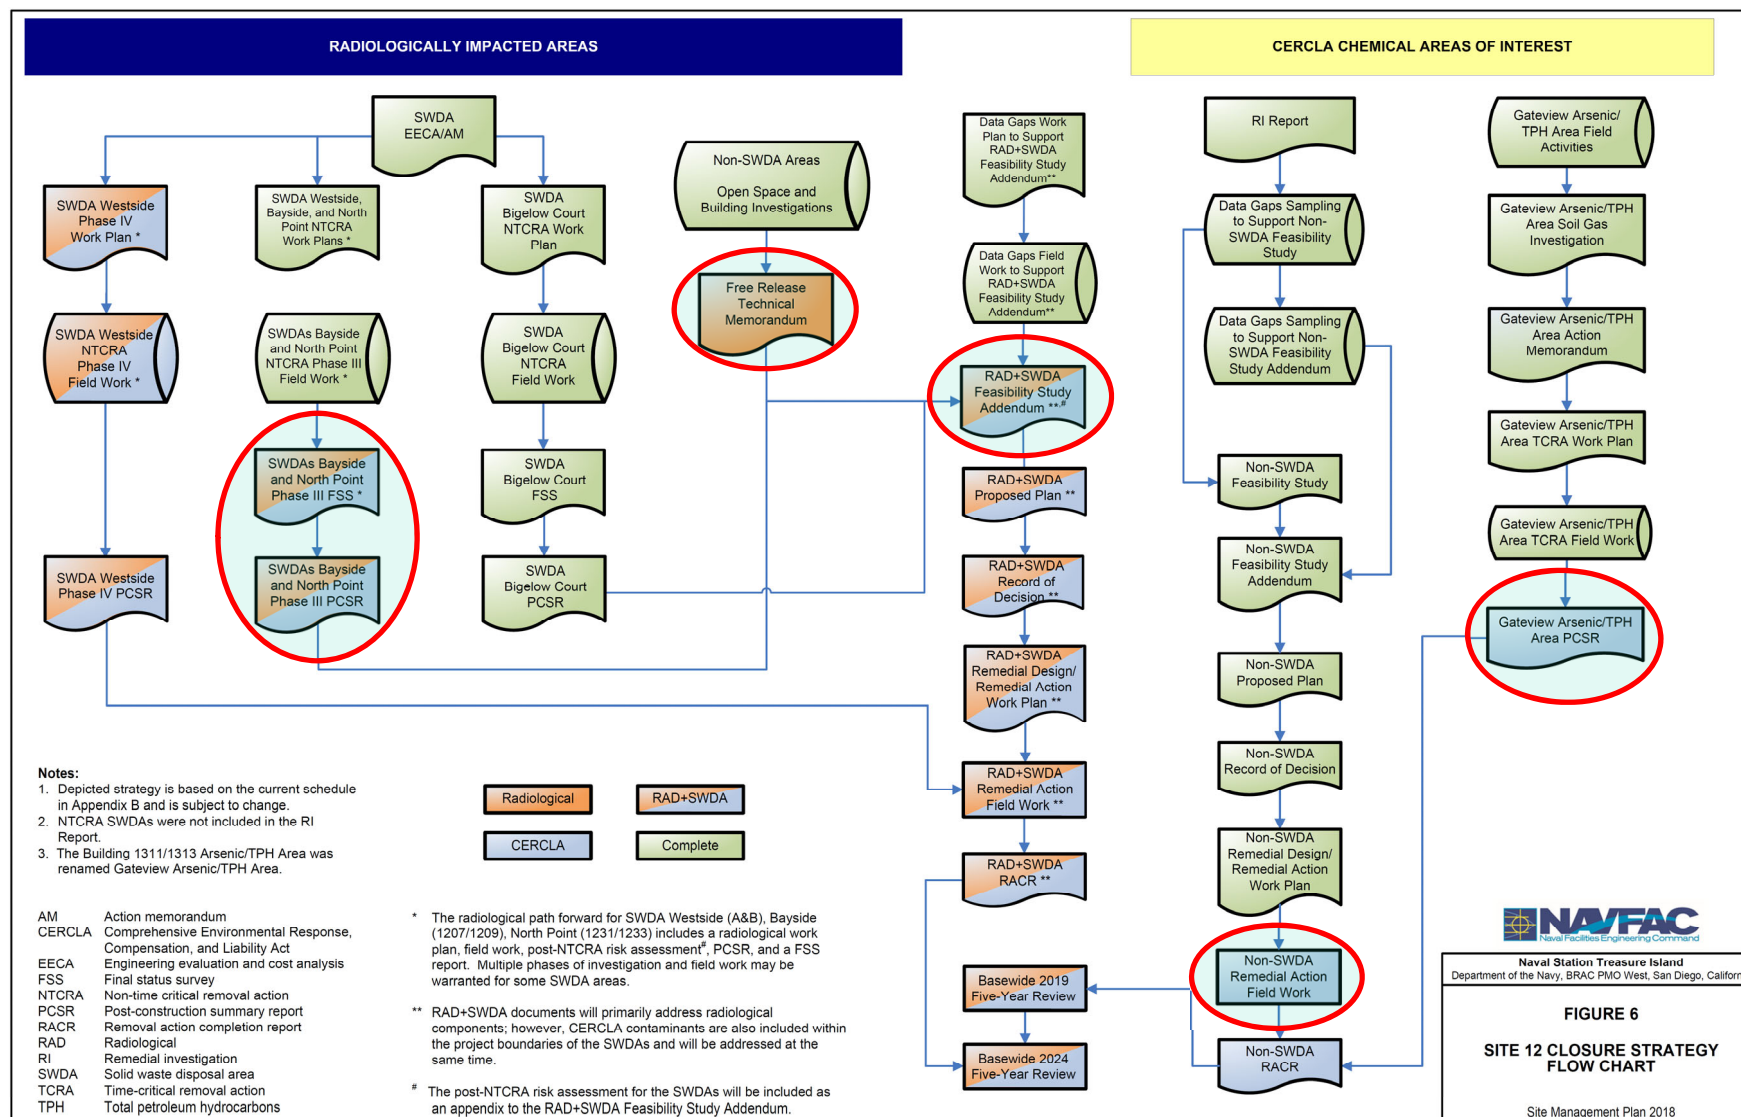 RADIOLOGICALLY IMPACTED AREAS
CERCLA CHEMICAL AREAS OF INTEREST
SWDA
EECA/AM
SWDA Westside
Phase IV
Work Plan *
SWDA Westside,
Bayside, and North
Point NTCRA
Work Plans *
SWDA
Bigelow Court
NTCRA Work
Plan
Non-SWDA Areas
Open Space and
Building Investigations
Free Release
Technical
Memorandum
SWDA Westside
NTCRA
Phase IV
Field Work *
SWDAs Bayside
and North Point
NTCRA Phase III
Field Work *
SWDA
Bigelow Court
NTCRA
Field Work
SWDAs Bayside
and North Point
Phase III FSS *
SWDA
Bigelow Court
FSS
SWDA Westside
Phase IV PCSR
SWDAs Bayside
and North Point
Phase III PCSR
SWDA
Bigelow Court
PCSR
Data Gaps Work
Plan to Support
RAD+SWDA
Feasibility Study
Addendum**
Data Gaps Field
Work to Support
RAD+SWDA
Feasibility Study
Addendum**
RAD+SWDA
Feasibility Study
Addendum **,#
RAD+SWDA
Proposed Plan **
RAD+SWDA
Record of
Decision **
RAD+SWDA
Remedial Design/
Remedial Action
Work Plan **
RAD+SWDA
Remedial Action
Field Work **
RAD+SWDA
RACR **
Basewide 2019
Five-Year Review
Basewide 2024
Five-Year Review
RI Report
Data Gaps Sampling
to Support Non-
SWDA Feasibility
Study
Data Gaps Sampling
to Support Non-
SWDA Feasibility
Study Addendum
Non-SWDA
Feasibility Study
Non-SWDA
Feasibility Study
Addendum
Non-SWDA
Proposed Plan
Non-SWDA
Record of Decision
Non-SWDA
Remedial Design/
Remedial Action
Work Plan
Non-SWDA
Remedial Action
Field Work
Non-SWDA
RACR
Gateview Arsenic/
TPH Area Field
Activities
Gateview Arsenic/TPH
Area Soil Gas
Investigation
Gateview Arsenic/TPH
Area Action
Memorandum
Gateview Arsenic/TPH
Area TCRA Work Plan
Gateview Arsenic/TPH
Area TCRA Field Work
Gateview Arsenic/TPH
Area PCSR
Notes:
1. Depicted strategy is based on the current schedule
in Appendix B and is subject to change.
2. NTCRA SWDAs were not included in the RI
Report.
3. The Building 1311/1313 Arsenic/TPH Area was
renamed Gateview Arsenic/TPH Area.
Radiological
RAD+SWDA
CERCLA
Complete
AM Action memorandum
CERCLA Comprehensive Environmental Response,
Compensation, and Liability Act
EECA Engineering evaluation and cost analysis
FSS Final status survey
NTCRA Non-time critical removal action
PCSR Post-construction summary report
RACR Removal action completion report
RAD Radiological
RI Remedial investigation
SWDA Solid waste disposal area
TCRA Time-critical removal action
TPH Total petroleum hydrocarbons
* The radiological path forward for SWDA Westside (A&B), Bayside
(1207/1209), North Point (1231/1233) includes a radiological work
plan, field work, post-NTCRA risk assessment#, PCSR, and a FSS
report. Multiple phases of investigation and field work may be
warranted for some SWDA areas.
** RAD+SWDA documents will primarily address radiological
components; however, CERCLA contaminants are also included within
the project boundaries of the SWDAs and will be addressed at the
same time.
# The post-NTCRA risk assessment for the SWDAs will be included as
an appendix to the RAD+SWDA Feasibility Study Addendum.
NAVFAC
Naval Facilities Engineering Command
Naval Station Treasure Island
Department of the Navy, BRAC PMO West, San Diego, Californ
FIGURE 6
SITE 12 CLOSURE STRATEGY
FLOW CHART
Site Management Plan 2018